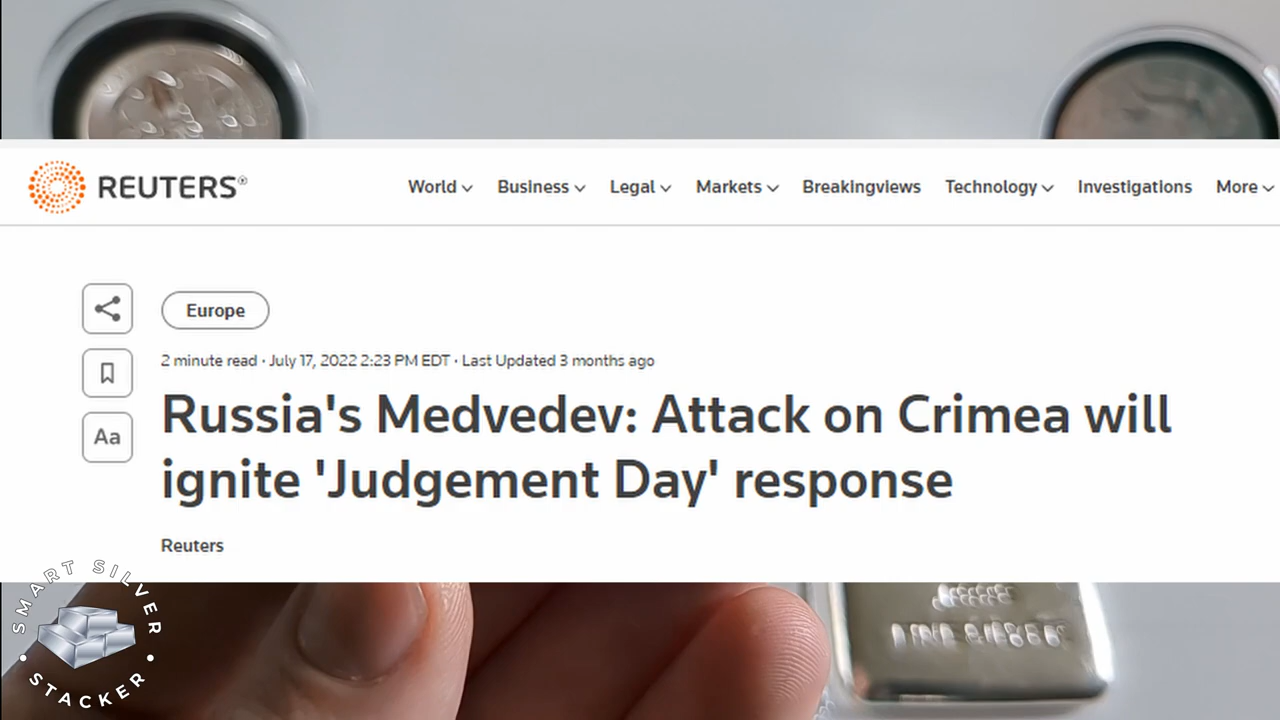 REUTERS®
World Business Legal Markets Breakingviews Technology Investigations More
Europe
2 minute read · July 17, 2022 2:23 PM EDT · Last Updated 3 months ago
Aa
Russia's Medvedev: Attack on Crimea will
ignite 'Judgement Day' response
Reuters
SMART SILVER
STACKER